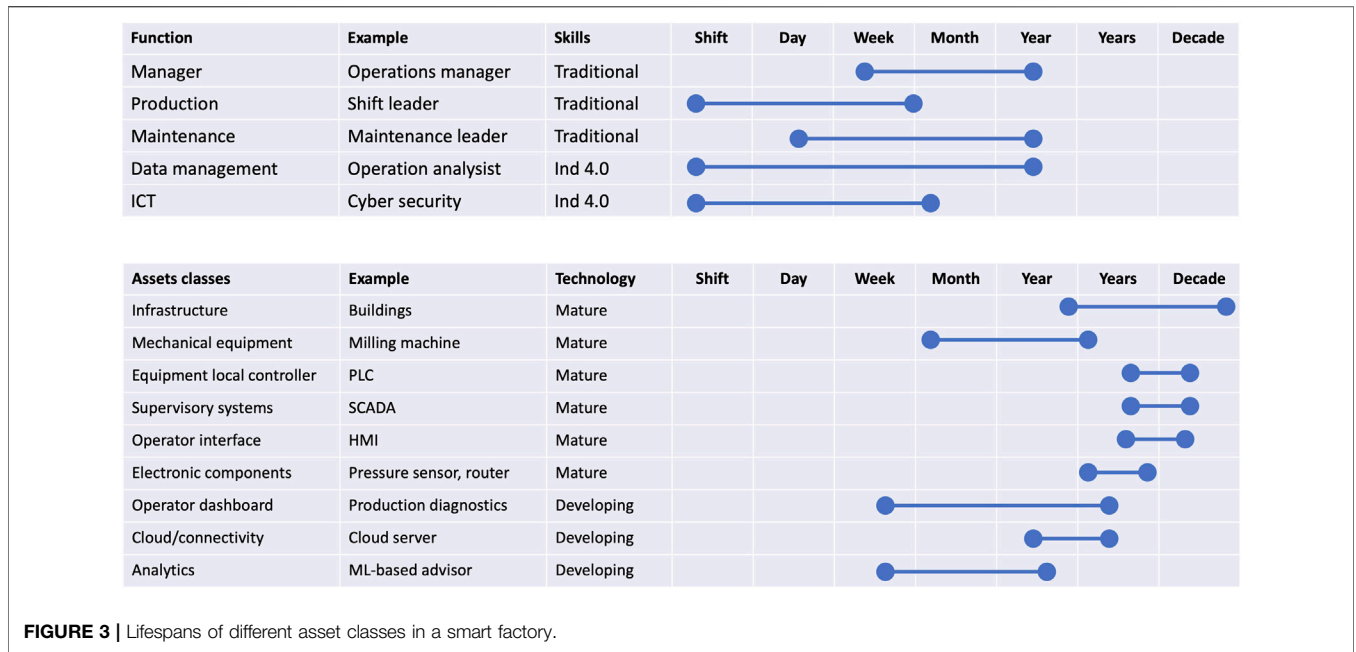 Function Example Skills Shift Day Week Month Year Years Decade
Manager Operations manager Traditional
Production Shift leader Traditional
Maintenance Maintenance leader Traditional
Data management Operation analysist Ind 4.0
ICT Cyber security Ind 4.0
Assets classes Example Technology Shift Day Week Month Year Years Decade
Infrastructure Buildings Mature
Mechanical equipment Milling machine Mature
Equipment local controller PLC Mature
Supervisory systems SCADA Mature
Operator interface HMI Mature
Electronic components Pressure sensor, router Mature
Operator dashboard Production diagnostics Developing
Cloud/connectivity Cloud server Developing
Analytics ML-based advisor Developing
FIGURE 3 | Lifespans of different asset classes in a smart factory.